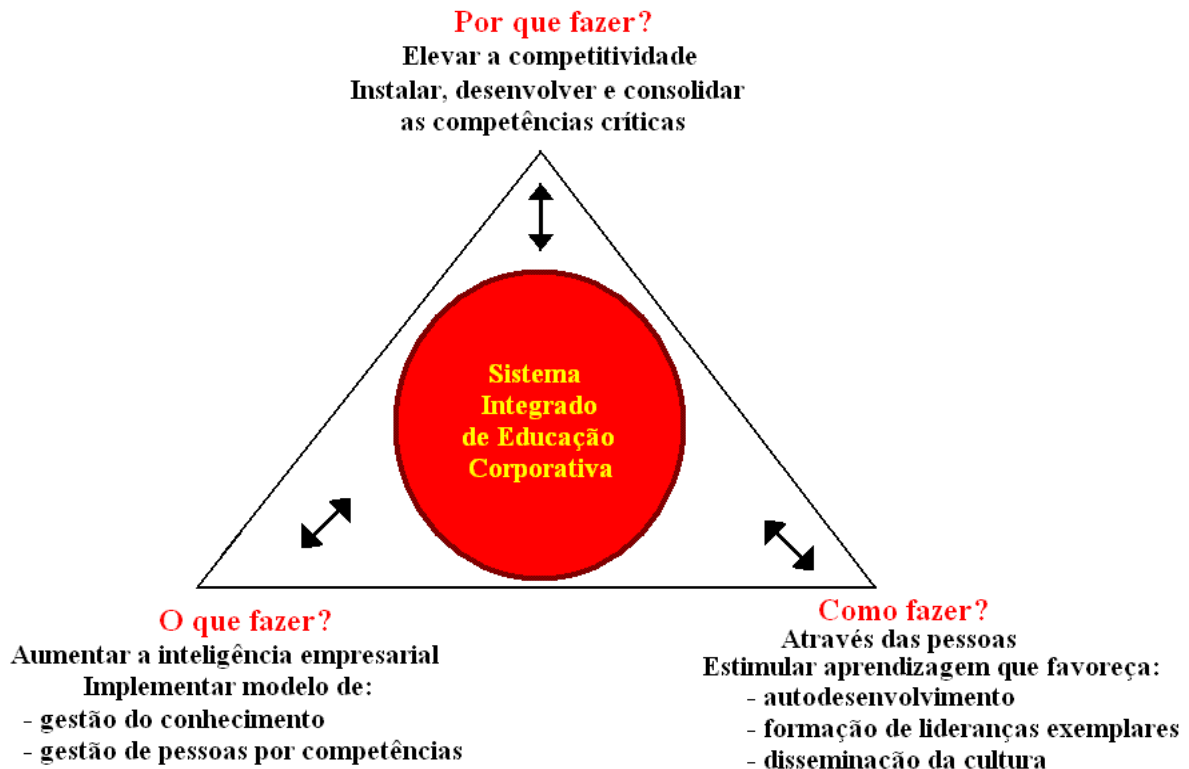 Por que fazer?
Elevar a competitividade
Instalar, desenvolver e consolidar
as competências críticas
Sistema
Integrado
de Educação
Corporativa
O que fazer?
Aumentar a inteligência empresarial
Implementar modelo de:
- gestão do conhecimento
- gestão de pessoas por competências
Como fazer?
Através das pessoas
Estimular aprendizagem que favoreça:
- autodesenvolvimento
- formação de lideranças exemplares
- disseminação da cultura